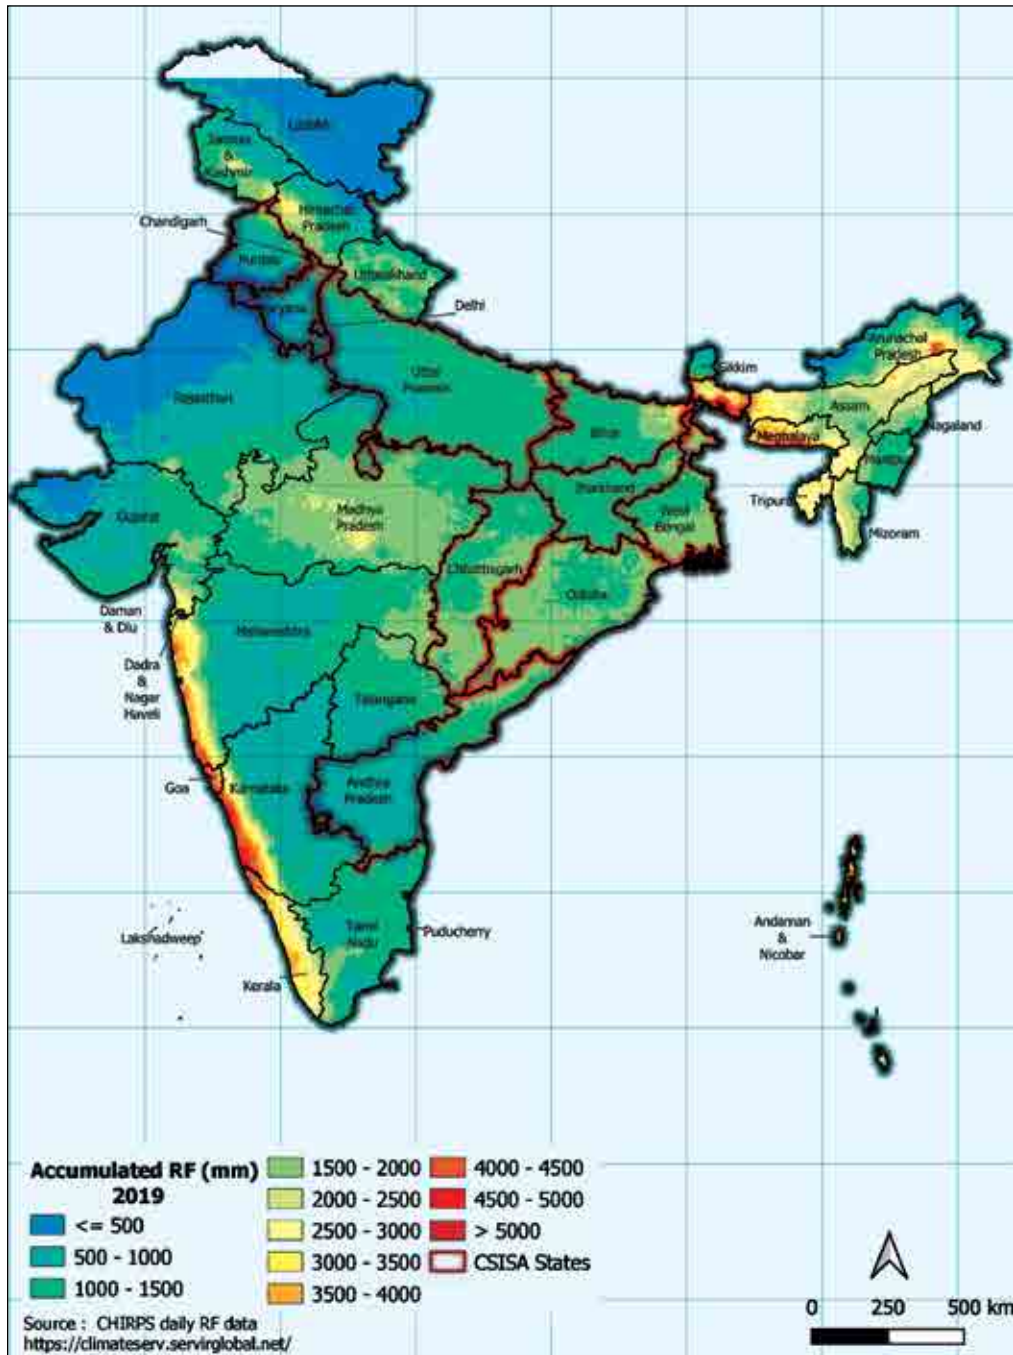 Ladakh
Jammu
&
Kashmir
Himachal
Pradesh
Chandigarh
Punjab
Uttarakhand
Haryana
Delhi
Arunachal
Pradesh
Sikkim
Uttar
Pradesh
Rajasthan
Assam
Nagaland
Bihar
Meghalaya
Manipur
Jharkhand
Tripura
Gujarat
Madhya
Pradesh
West
Bengal
Mizoram
Chhattisgarh
Odisha
Daman
& Diu
Maharashtra
Dadra
&
Nagar
Haveli
Telangana
Goa
Karnataka
Andhra
Pradesh
Lakshadweep
Tamil
Nadu
Puducherry
Andaman
&
Nicobar
Kerala
Accumulated RF (mm)
2019
<= 500
500 - 1000
1000 - 1500
1500 - 2000
2000 - 2500
2500 - 3000
3000 - 3500
3500 - 4000
4000 - 4500
4500 - 5000
> 5000
CSISA States
0 250 500 km
Source : CHIRPS daily RF data
https://climateserv.servirglobal.net/